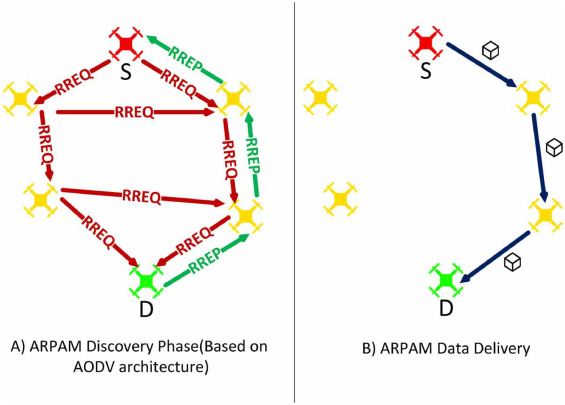 S
RREP
RREQ
RREQ
RREQ
RREQ
RREQ
RREP
RREQ
RREQ
RREQ
RREP
D
A) ARPAM Discovery Phase(Based on
AODV architecture)
S
D
B) ARPAM Data Delivery